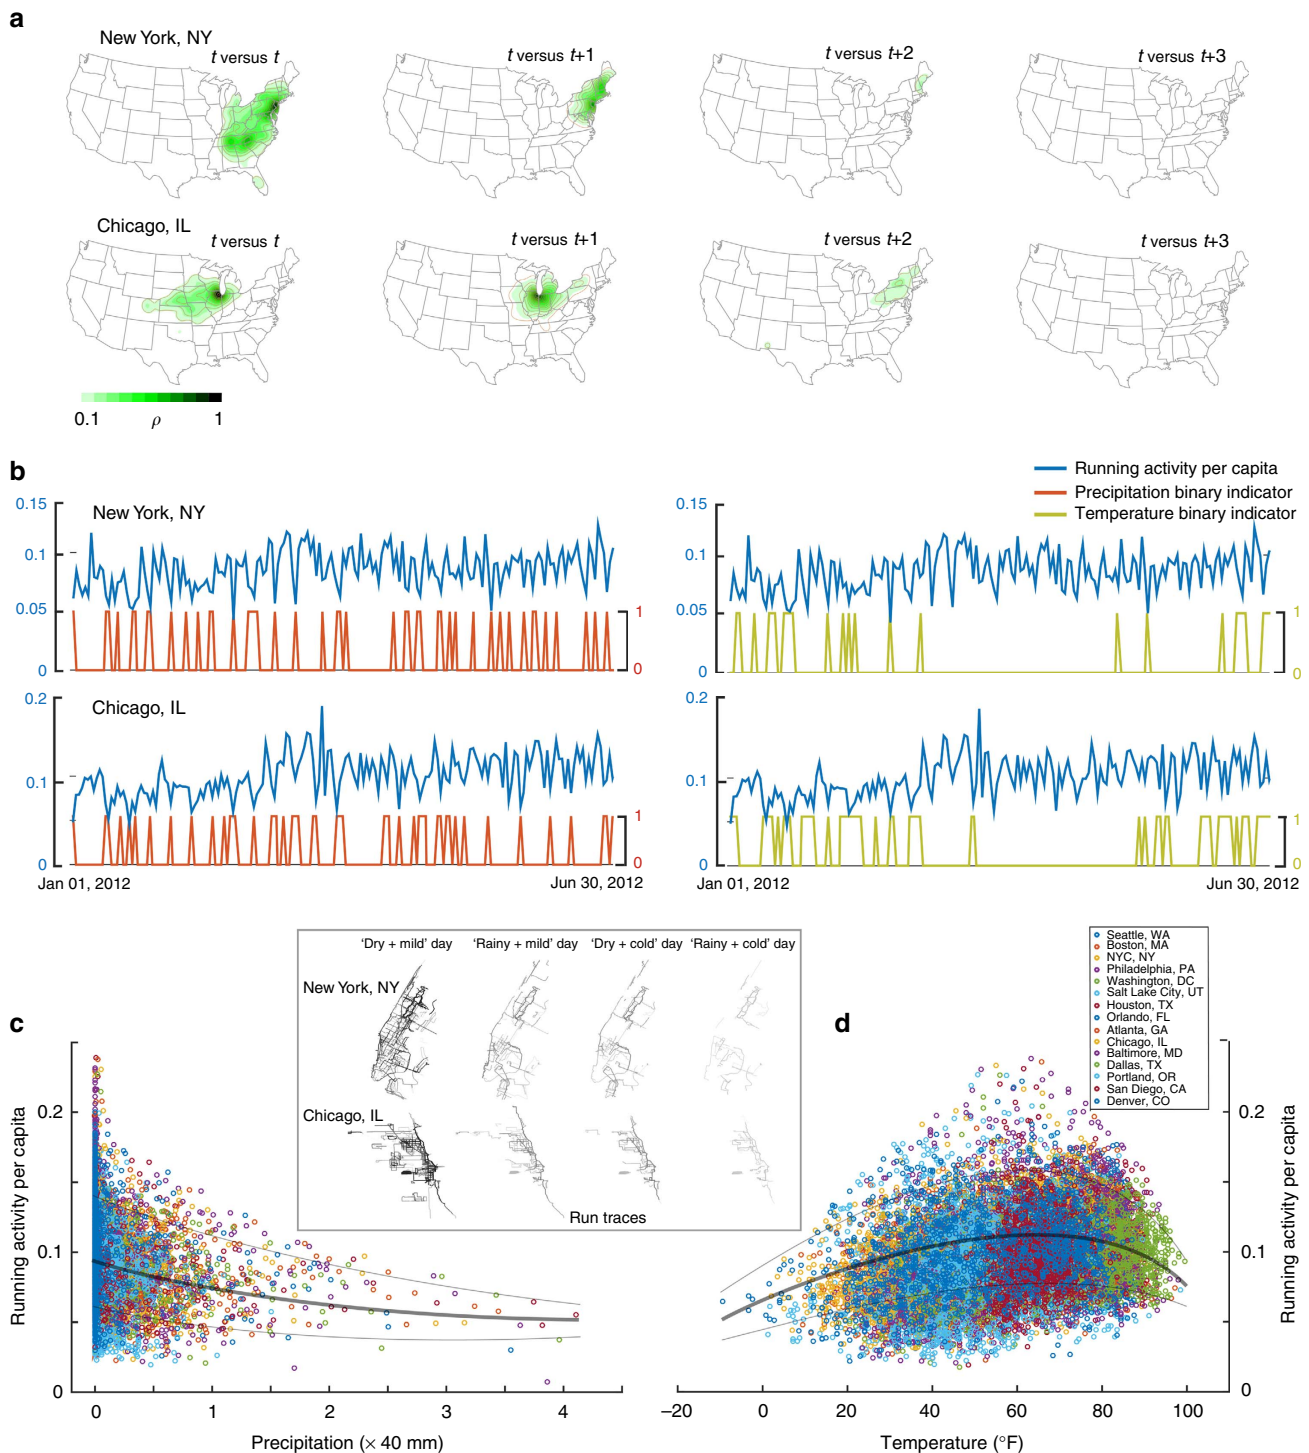 a
New York, NY
t versus t
t versus t+1
t versus t+2
t versus t+3
Chicago, IL
t versus t
t versus t+1
t versus t+2
t versus t+3
0.1 ρ 1
b
Running activity per capita
Precipitation binary indicator
Temperature binary indicator
New York, NY
0.15
0.1
0.05
0
1
0
0.15
0.1
0.05
0
1
0
Chicago, IL
0.2
0.1
0
1
0
Jan 01, 2012
Jun 30, 2012
0.2
0.1
0
1
0
Jan 01, 2012
Jun 30, 2012
'Dry + mild' day
'Rainy + mild' day
'Dry + cold' day
'Rainy + cold' day
New York, NY
Chicago, IL
Run traces
c
Running activity per capita
0.2
0.1
0
0 1 2 3 4
Precipitation (× 40 mm)
d
Seattle, WA
Boston, MA
NYC, NY
Philadelphia, PA
Washington, DC
Salt Lake City, UT
Houston, TX
Orlando, FL
Atlanta, GA
Chicago, IL
Baltimore, MD
Dallas, TX
Portland, OR
San Diego, CA
Denver, CO
0.2
0.1
0
Running activity per capita
–20 0 20 40 60 80 100
Temperature (°F)